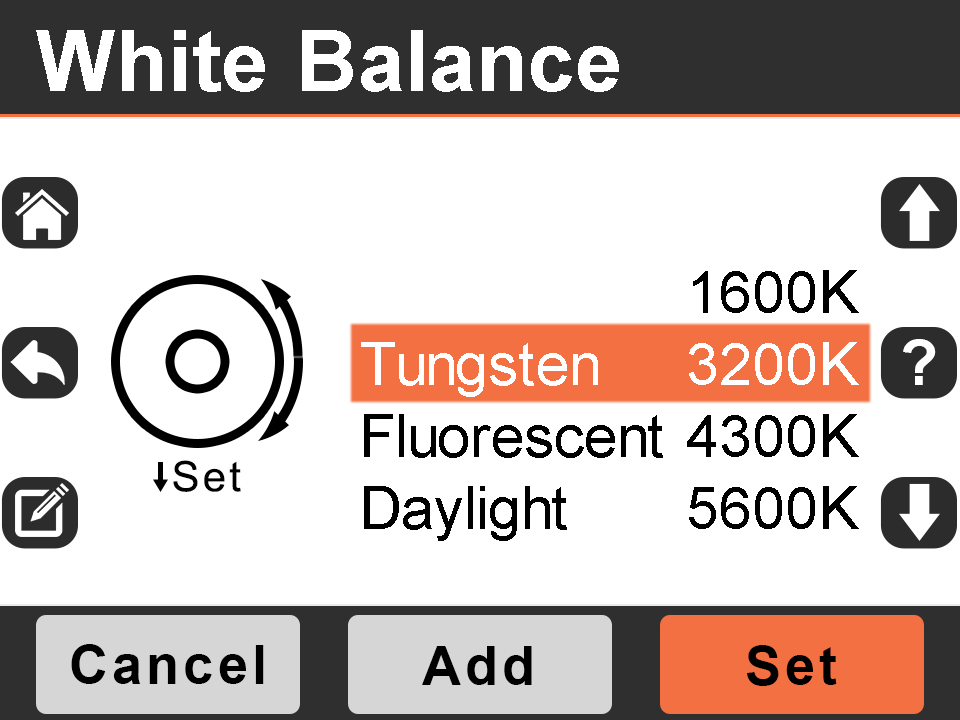 White Balance
1600K
Tungsten 3200K
?
Fluorescent 4300K
Set
Daylight 5600K
Cancel
Add
Set